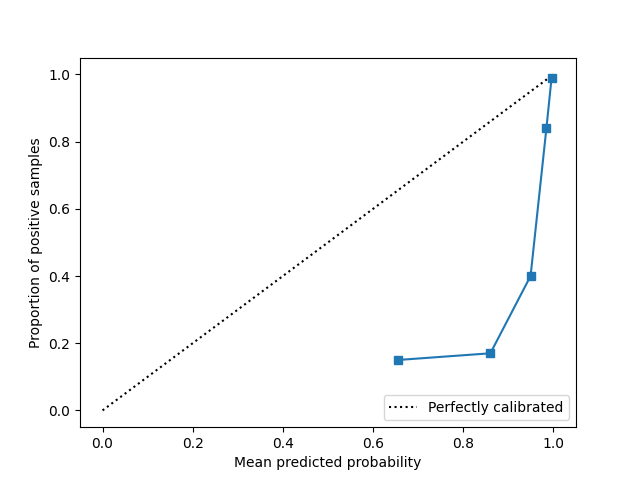 1.0
0.8
0.6
0.4
0.2
0.0
Proportion of positive samples
Perfectly calibrated
0.0 0.2 0.4 0.6 0.8 1.0
Mean predicted probability